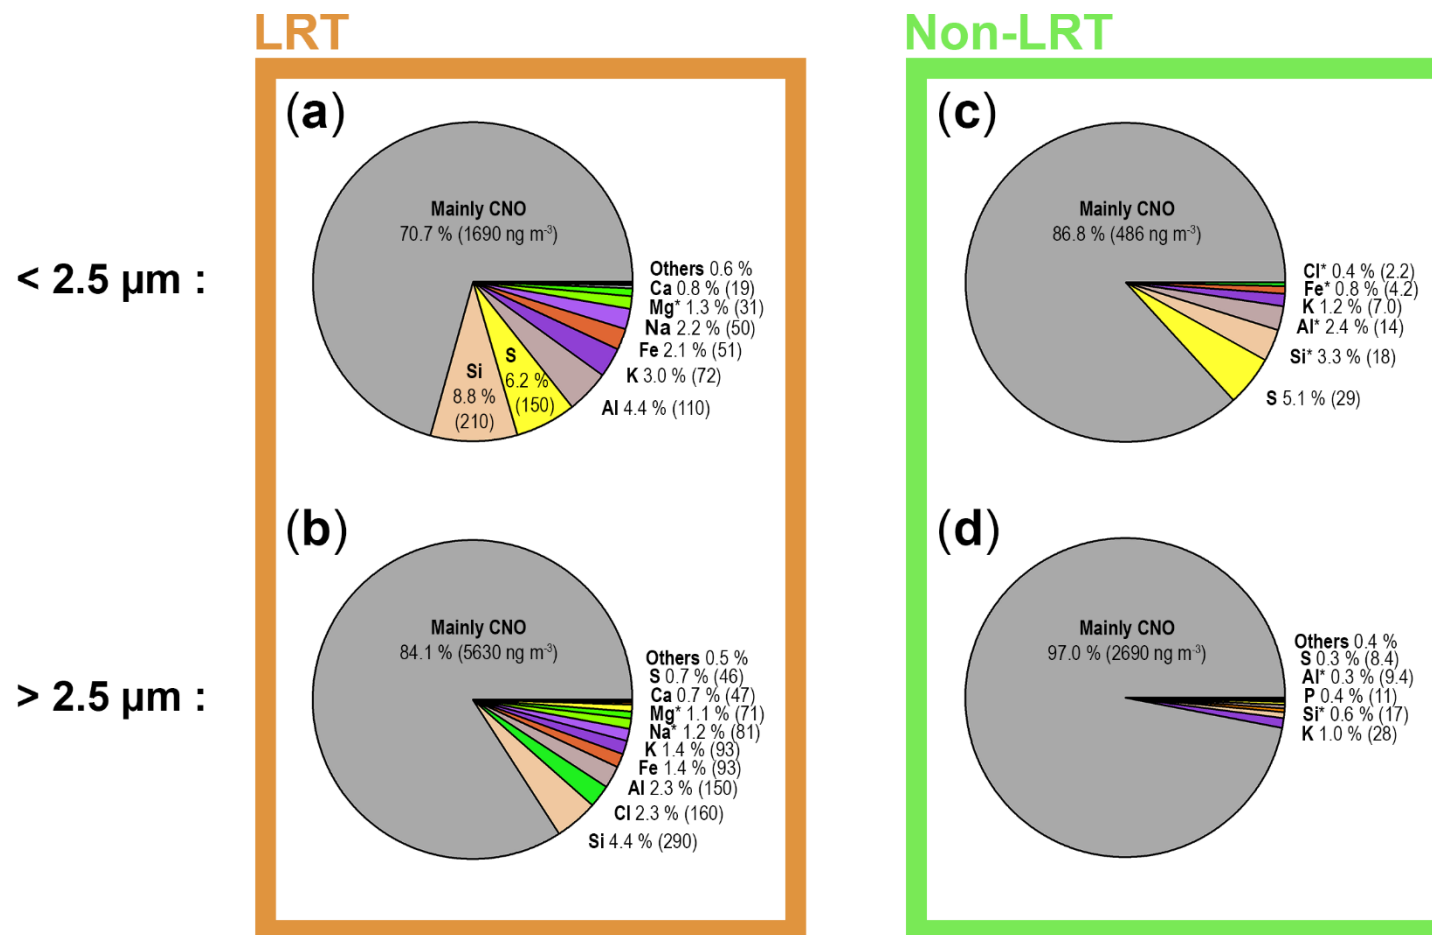 LRT
Non-LRT
< 2.5 µm :
(a)
Mainly CNO
70.7 % (1690 ng m⁻³)
Others 0.6 %
Ca 0.8 % (19)
Mg* 1.3 % (31)
Na 2.2 % (50)
Fe 2.1 % (51)
K 3.0 % (72)
Al 4.4 % (110)
S
6.2 %
(150)
Si
8.8 %
(210)
(c)
Mainly CNO
86.8 % (486 ng m⁻³)
Cl* 0.4 % (2.2)
Fe* 0.8 % (4.2)
K 1.2 % (7.0)
Al* 2.4 % (14)
Si* 3.3 % (18)
S 5.1 % (29)
> 2.5 µm :
(b)
Mainly CNO
84.1 % (5630 ng m⁻³)
Others 0.5 %
S 0.7 % (46)
Ca 0.7 % (47)
Mg* 1.1 % (71)
Na* 1.2 % (81)
K 1.4 % (93)
Fe 1.4 % (93)
Al 2.3 % (150)
Cl 2.3 % (160)
Si 4.4 % (290)
(d)
Mainly CNO
97.0 % (2690 ng m⁻³)
Others 0.4 %
S 0.3 % (8.4)
Al* 0.3 % (9.4)
P 0.4 % (11)
Si* 0.6 % (17)
K 1.0 % (28)